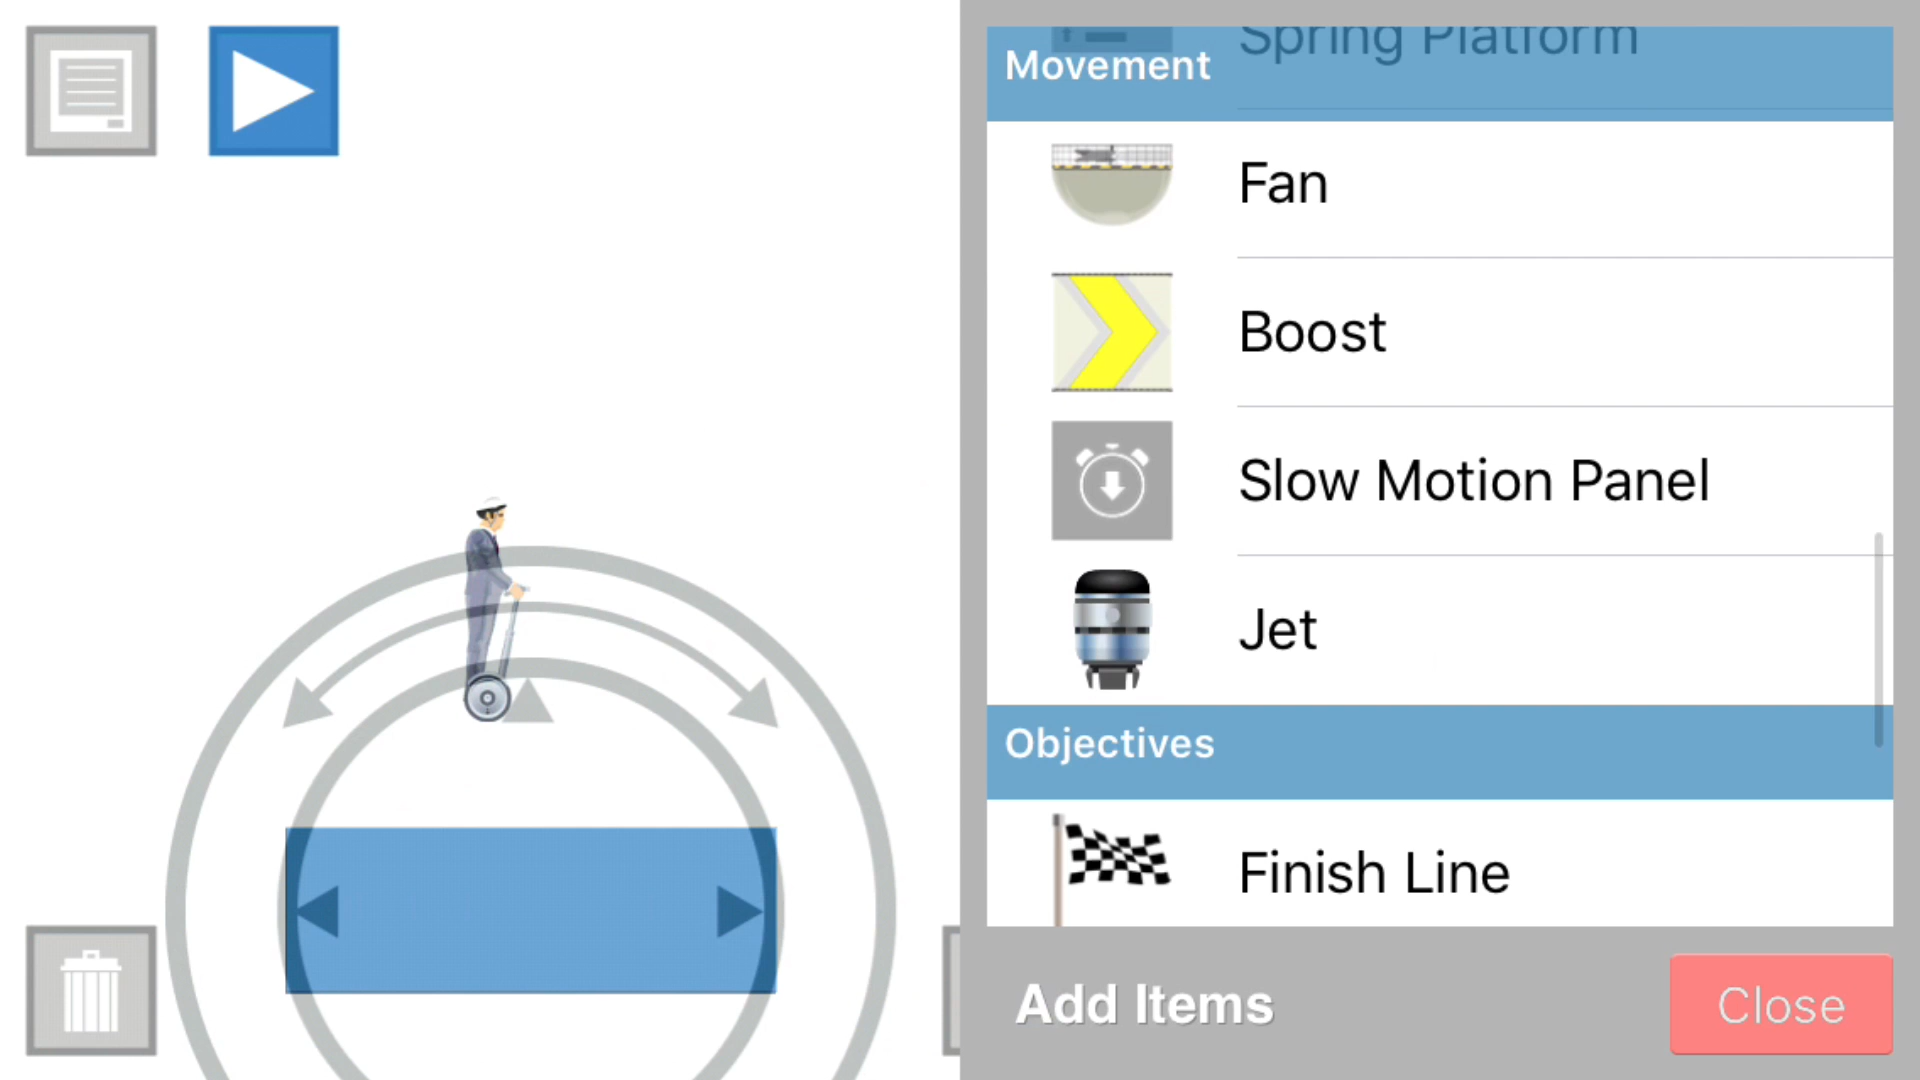 Spring Platform
Movement
Fan
Boost
Slow Motion Panel
Jet
Objectives
Finish Line
Add Items
Close